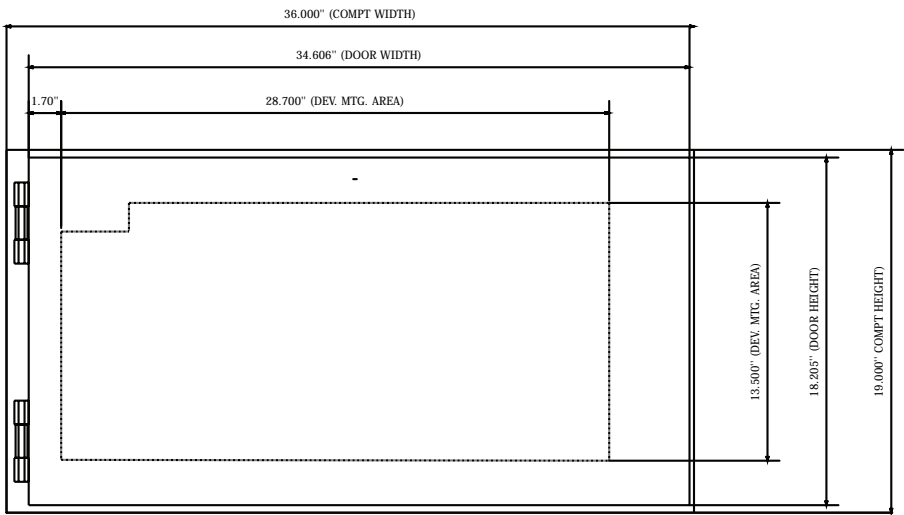 36.000" (COMPT WIDTH)
34.606" (DOOR WIDTH)
1.70"
28.700" (DEV. MTG. AREA)
13.500" (DEV. MTG. AREA)
18.205" (DOOR HEIGHT)
19.000" COMPT HEIGHT)